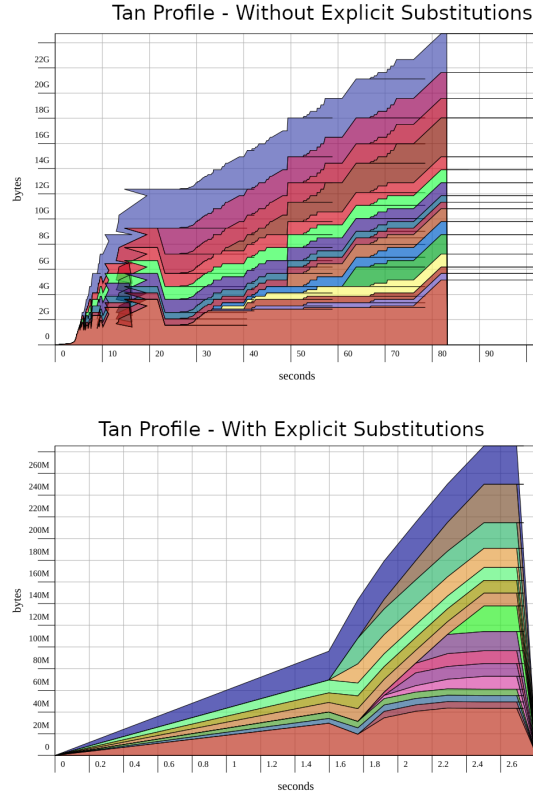 Tan Profile - Without Explicit Substitutions
22G
20G
18G
16G
14G
12G
10G
8G
6G
4G
2G
0
bytes
0 10 20 30 40 50 60 70 80 90
seconds
Tan Profile - With Explicit Substitutions
260M
240M
220M
200M
180M
160M
140M
120M
100M
80M
60M
40M
20M
0
bytes
0 0.2 0.4 0.6 0.8 1 1.2 1.4 1.6 1.8 2 2.2 2.4 2.6
seconds